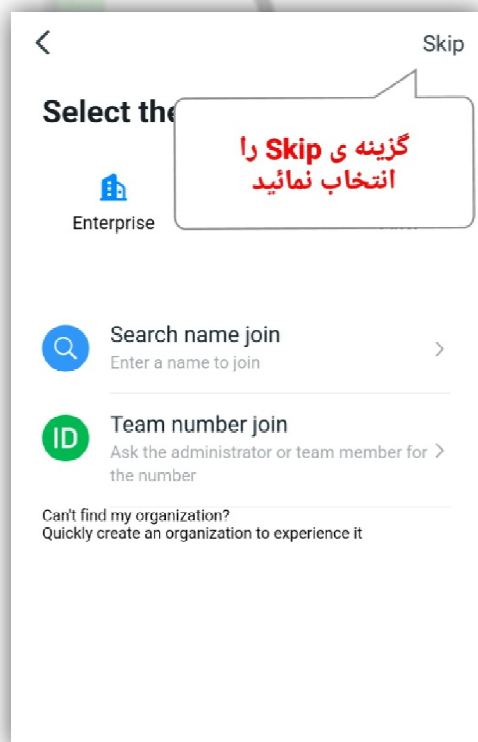 Skip
Select the
گزینه ی Skip را
انتخاب نمائید
Enterprise
Search name join
Enter a name to join
ID
Team number join
Ask the administrator or team member for
the number
Can't find my organization?
Quickly create an organization to experience it